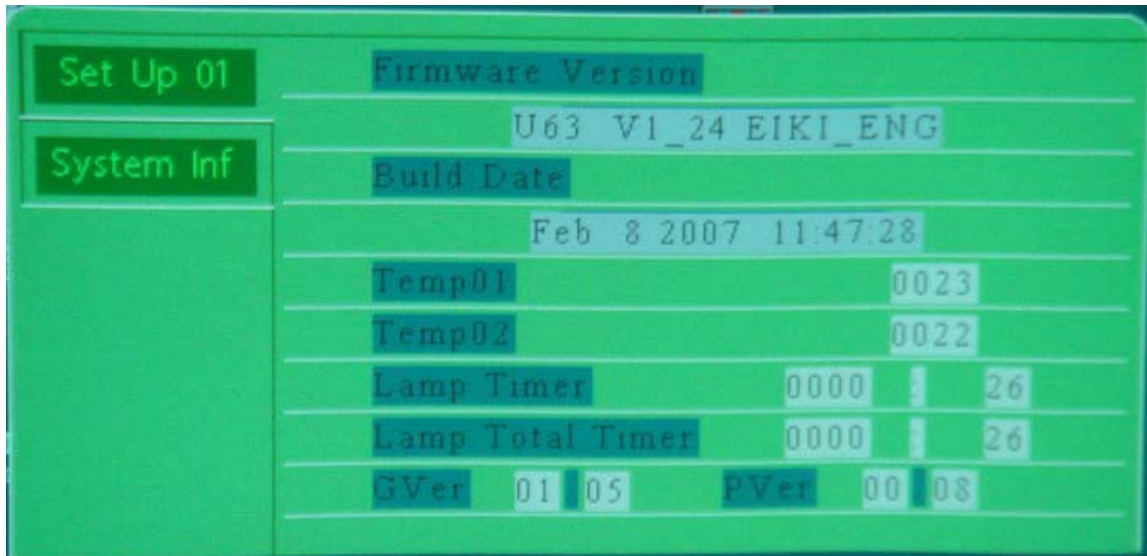 Set Up 01
System Inf
Firmware Version
U63 V1_24 EIKI_ENG
Build Date
Feb 8 2007 11:47:28
Temp01 0023
Temp02 0022
Lamp Timer 0000 : 26
Lamp Total Timer 0000 : 26
GVer 01 05 PVer 00 08